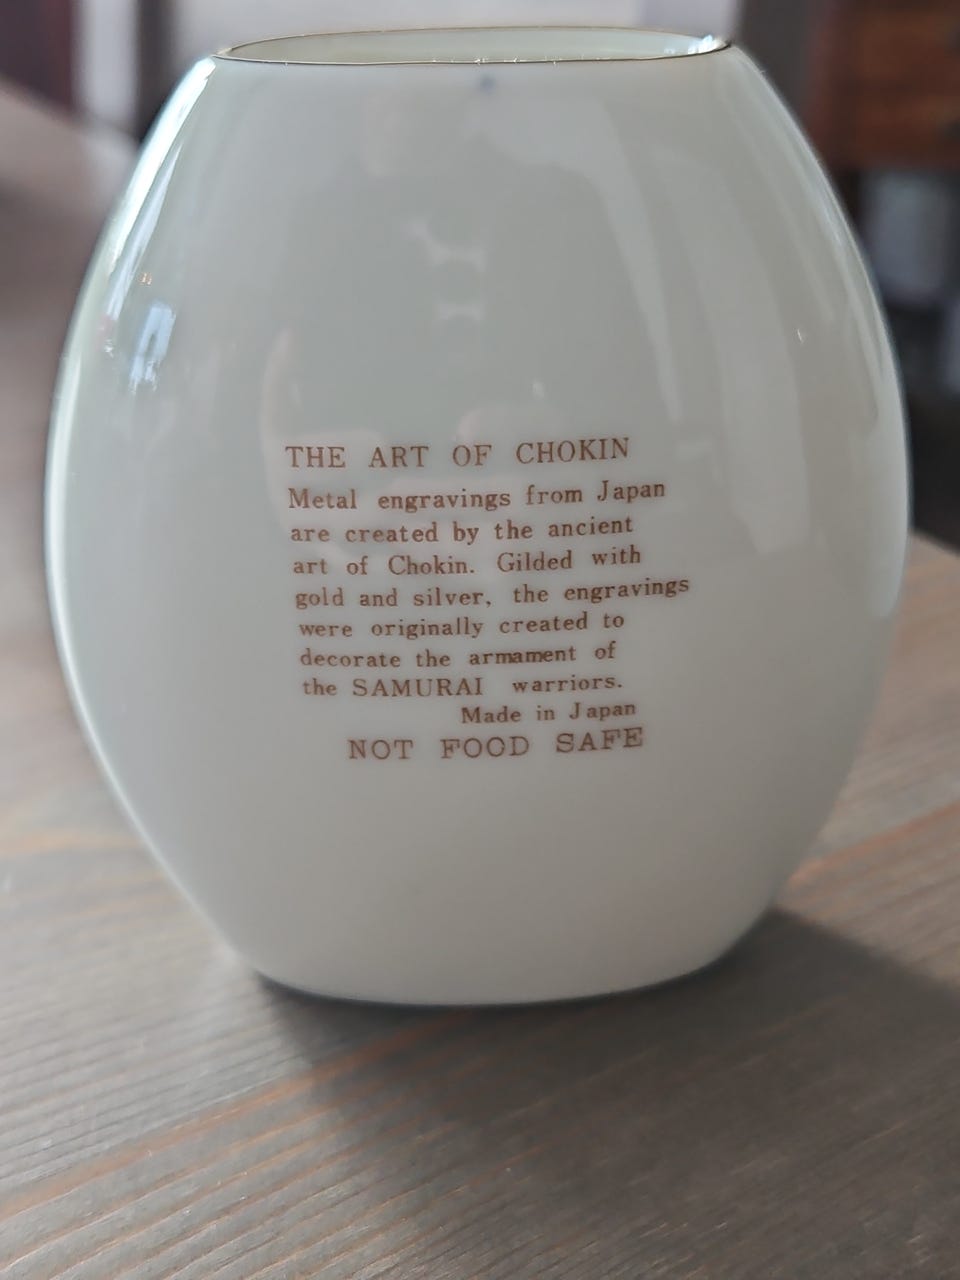 THE ART OF CHOKIN
Metal engravings from Japan
are created by the ancient
art of Chokin. Gilded with
gold and silver, the engravings
were originally created to
decorate the armament of
the SAMURAI warriors.
Made in Japan
NOT FOOD SAFE